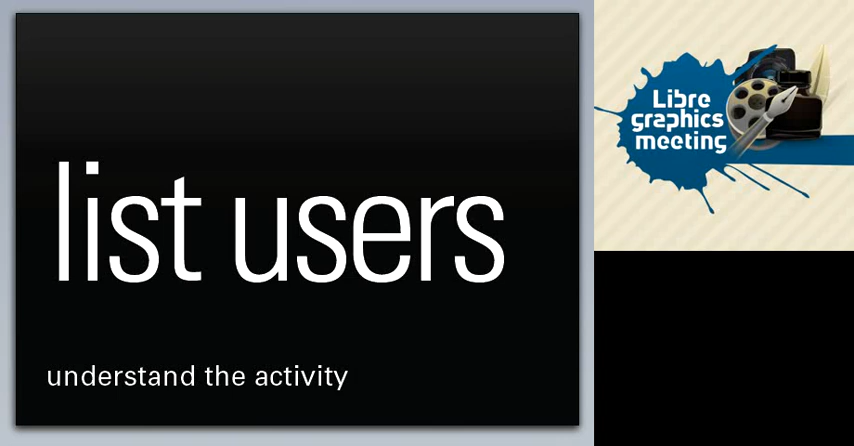 list users
understand the activity
Libre
graphics
meeting